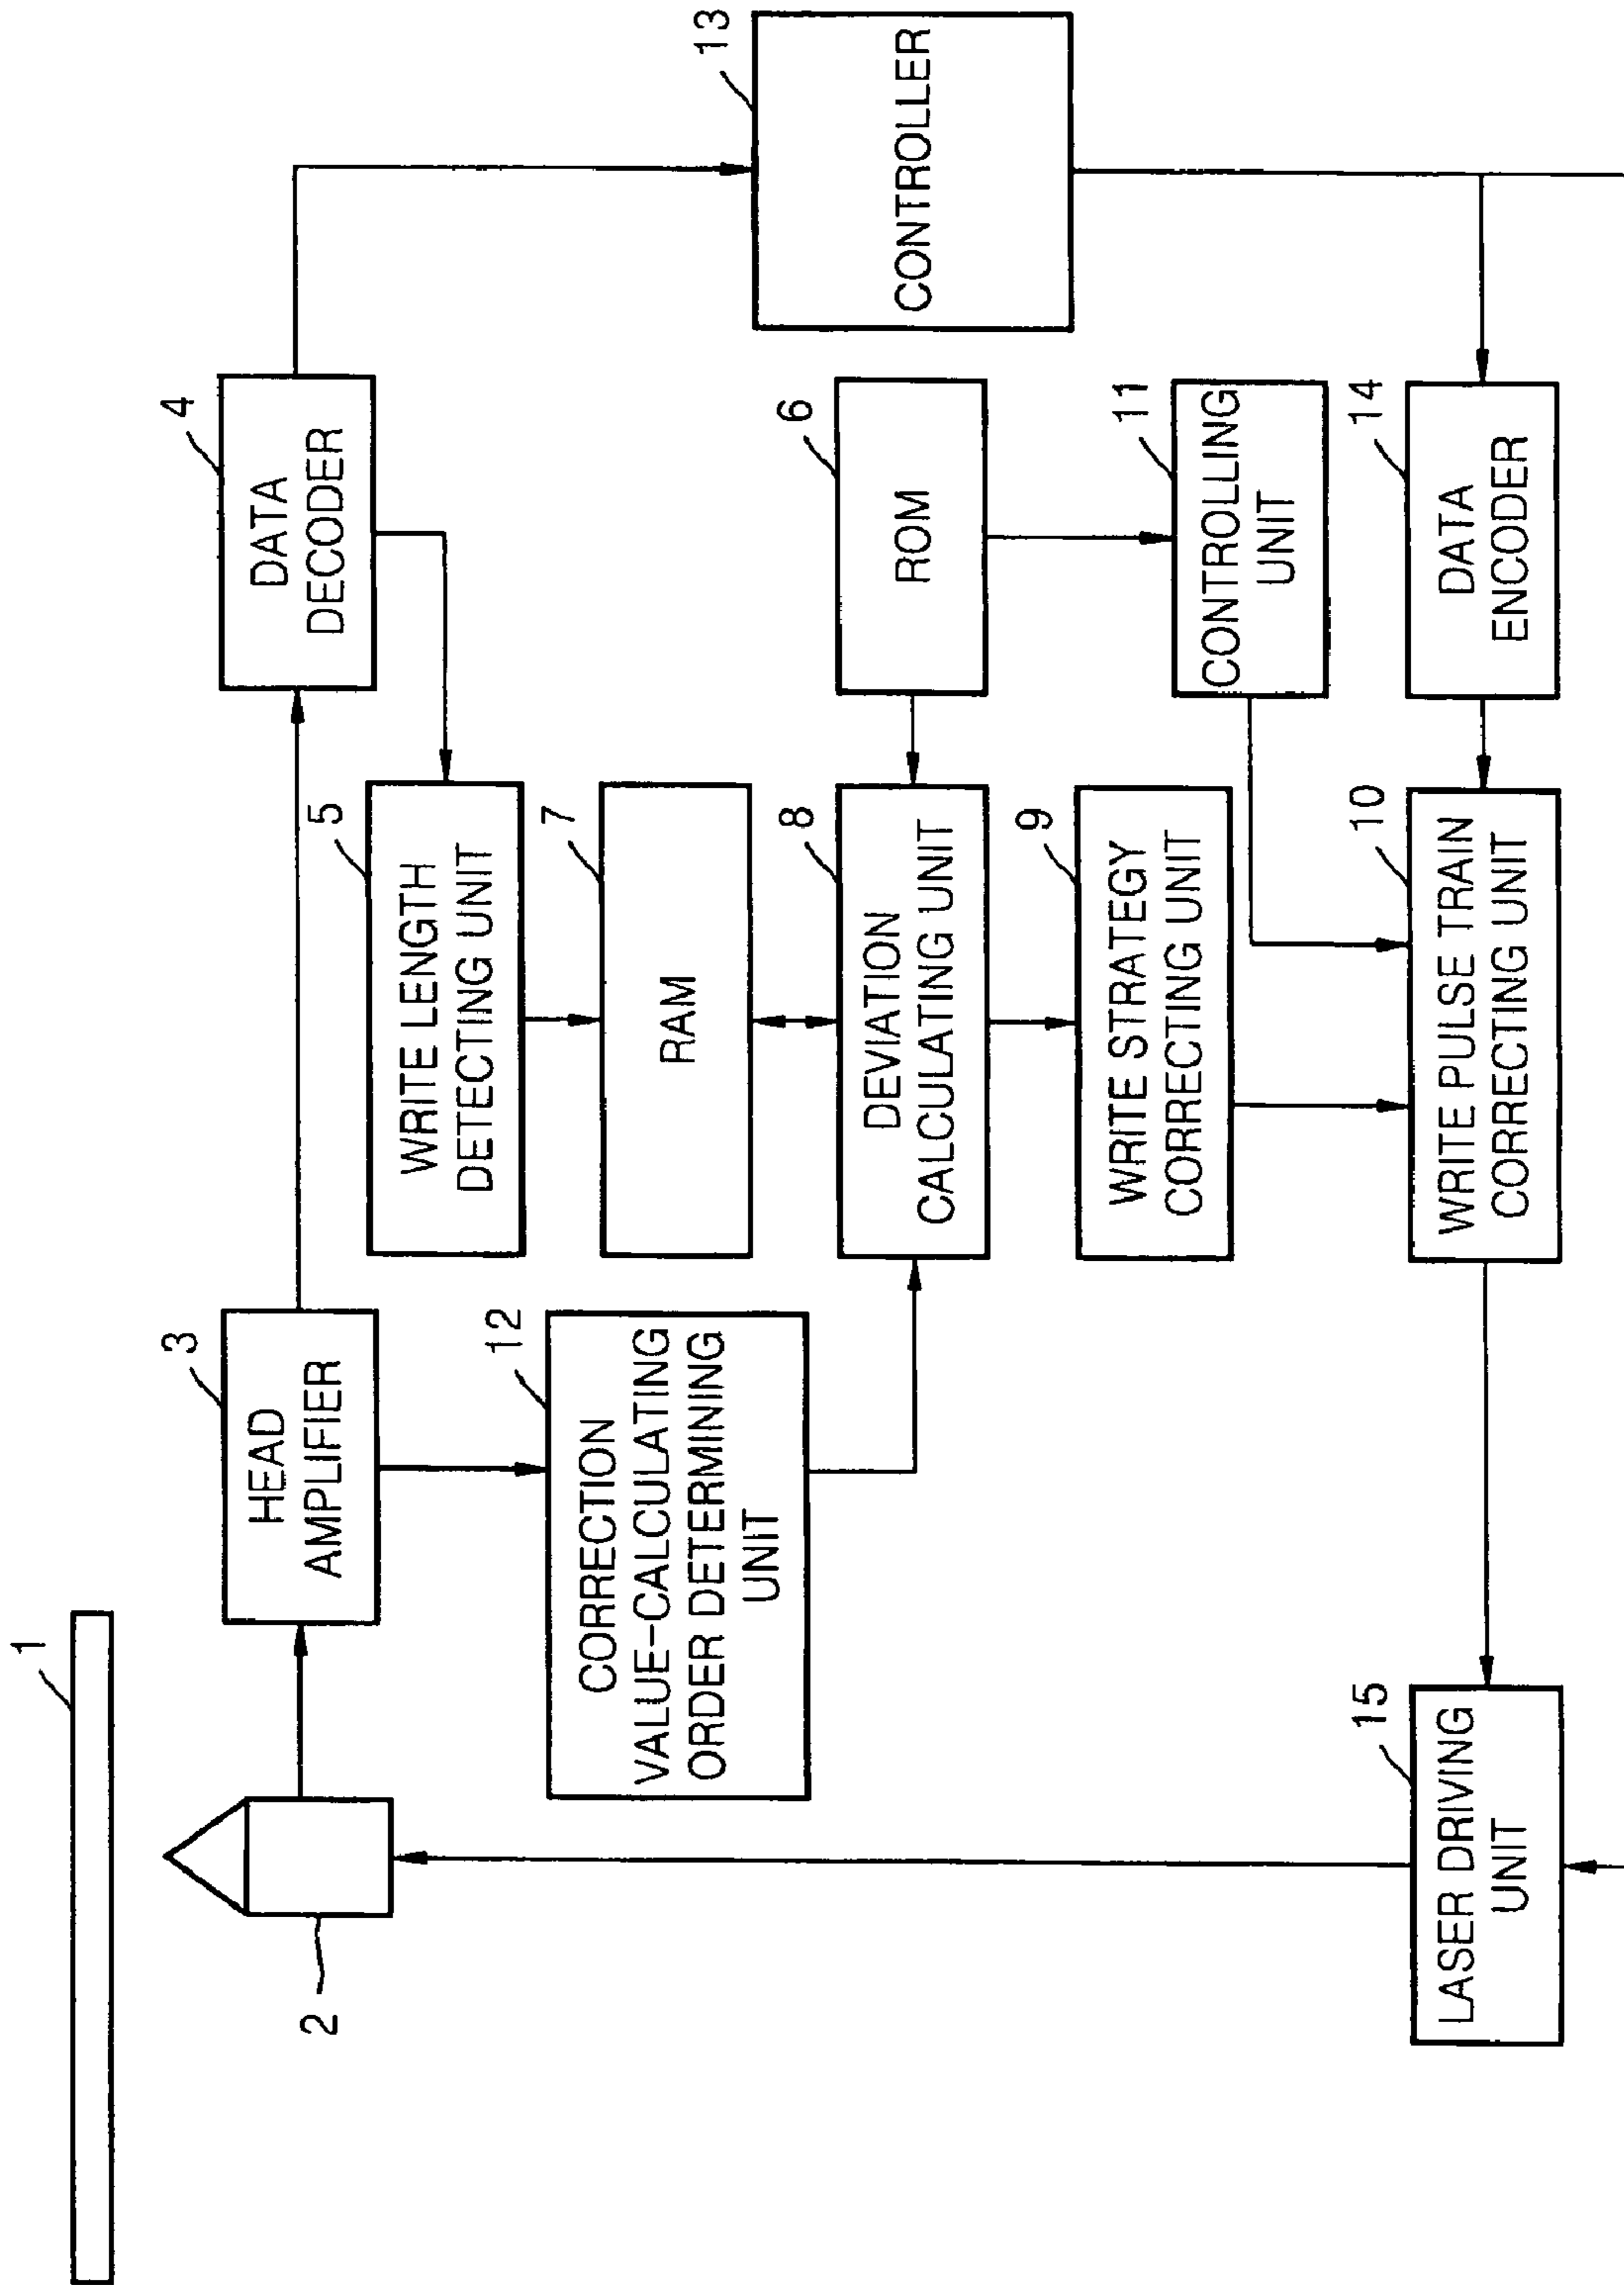 1
2
3
HEAD
AMPLIFIER
4
DATA
DECODER
5
WRITE LENGTH
DETECTING UNIT
12
CORRECTION
VALUE-CALCULATING
ORDER DETERMINING
UNIT
7
RAM
13
CONTROLLER
8
DEVIATION
CALCULATING UNIT
6
ROM
9
WRITE STRATEGY
CORRECTING UNIT
11
CONTROLLING
UNIT
15
LASER DRIVING
UNIT
10
WRITE PULSE TRAIN
CORRECTING UNIT
14
DATA
ENCODER